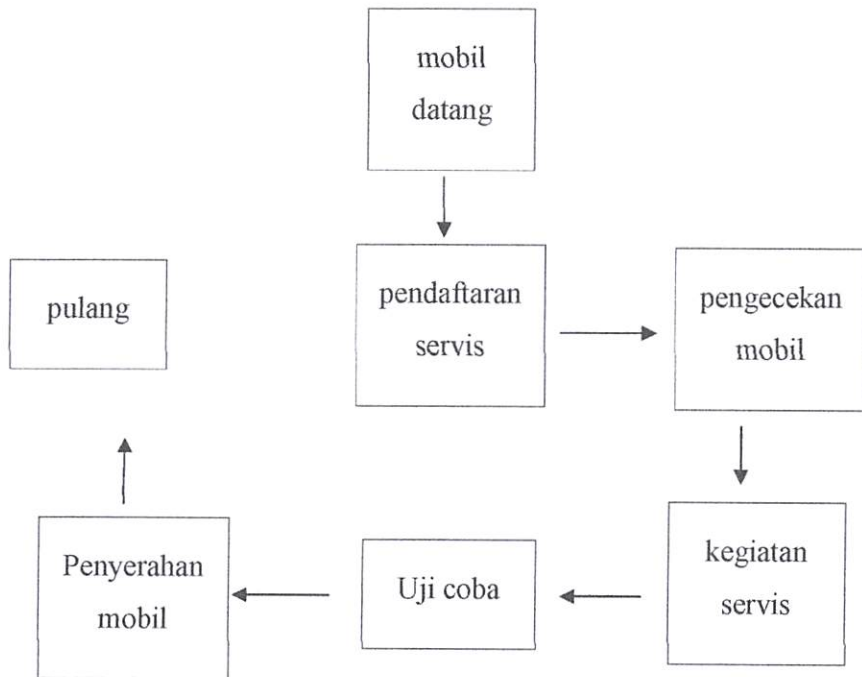 mobil
datang
pendaftaran
servis
pengecekan
mobil
kegiatan
servis
Uji coba
Penyerahan
mobil
pulang